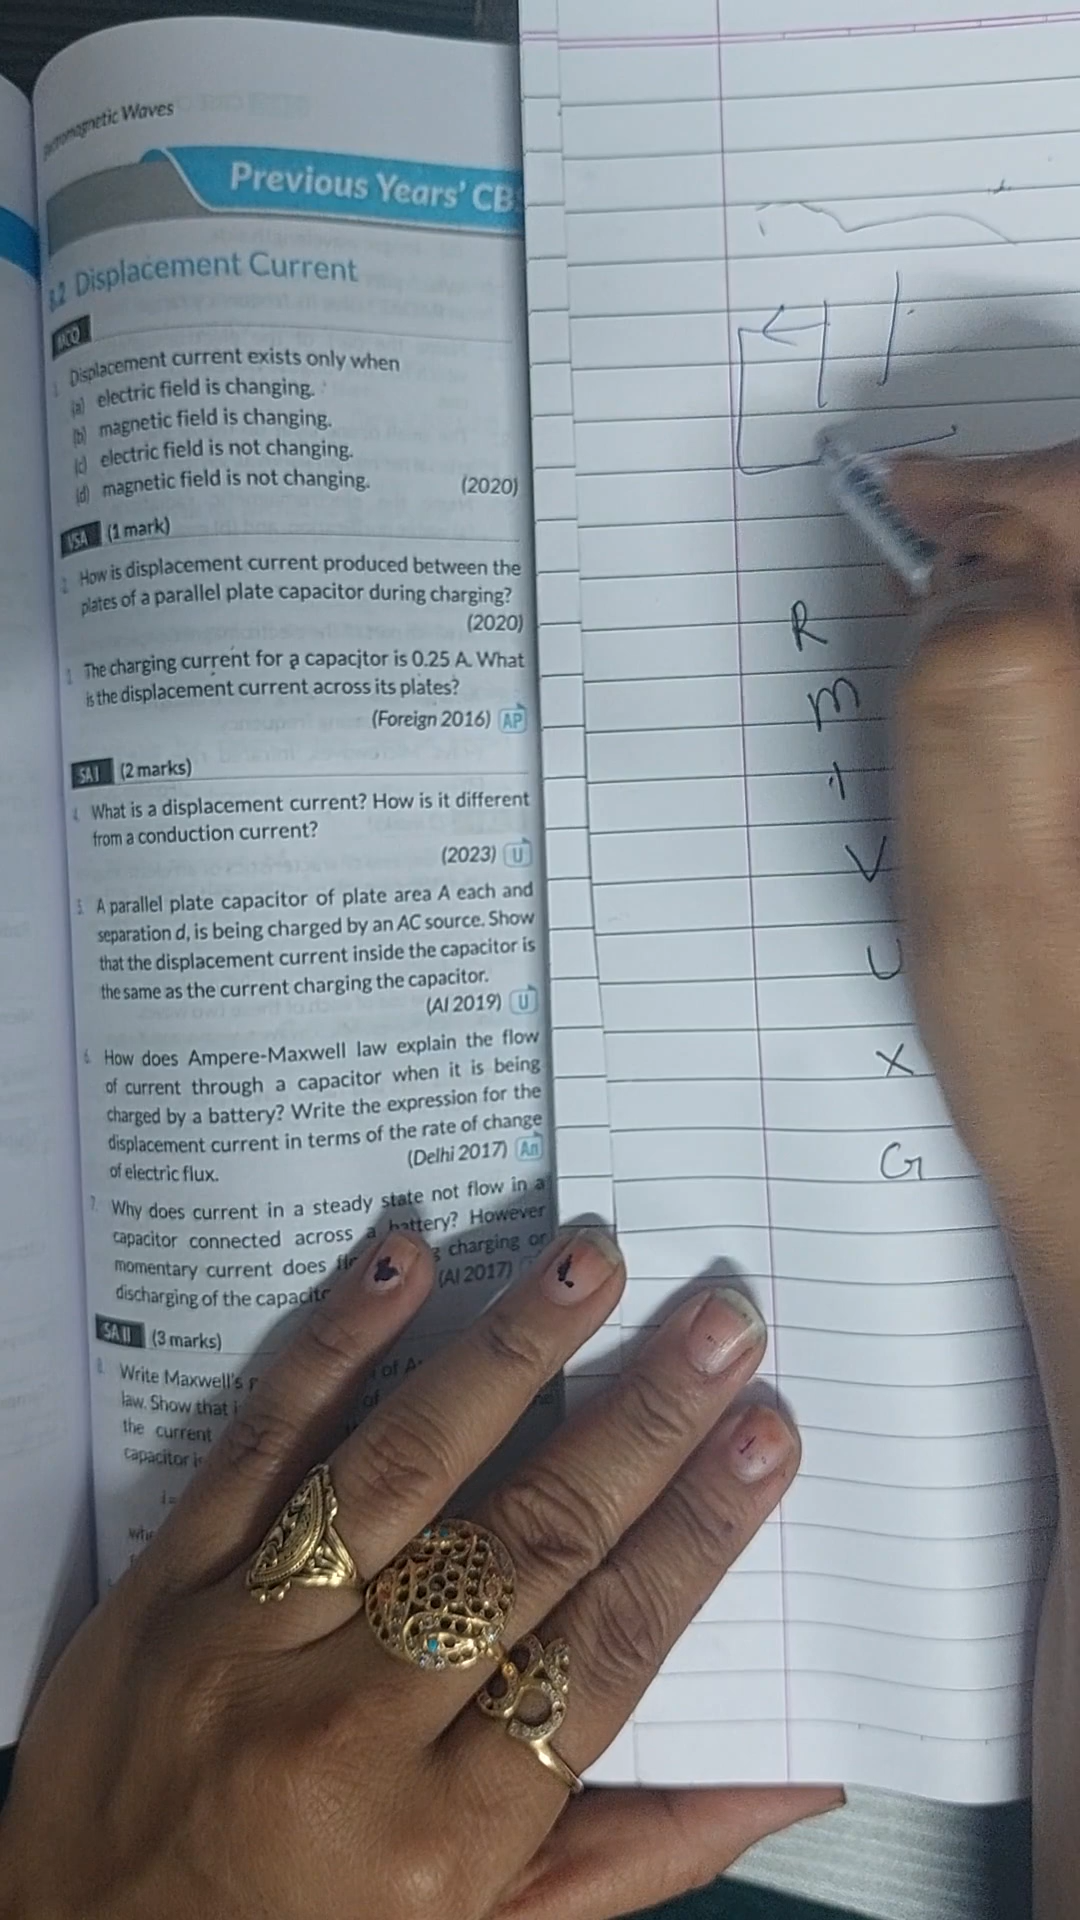 Electromagnetic Waves
Previous Years' CB
8.2 Displacement Current
MCQ
Displacement current exists only when
(a) electric field is changing.
(b) magnetic field is changing.
(c) electric field is not changing.
(d) magnetic field is not changing. (2020)
VSA (1 mark)
2. How is displacement current produced between the
plates of a parallel plate capacitor during charging?
(2020)
The charging current for a capacitor is 0.25 A. What
is the displacement current across its plates?
(Foreign 2016) AP
SA I (2 marks)
4. What is a displacement current? How is it different
from a conduction current?
(2023) U
5. A parallel plate capacitor of plate area A each and
separation d, is being charged by an AC source. Show
that the displacement current inside the capacitor is
the same as the current charging the capacitor.
(AI 2019) U
6. How does Ampere-Maxwell law explain the flow
of current through a capacitor when it is being
charged by a battery? Write the expression for the
displacement current in terms of the rate of change
of electric flux. (Delhi 2017) An
7. Why does current in a steady state not flow in a
capacitor connected across a battery? However
momentary current does charging or
discharging of the (AI 2017)
SA II (3 marks)
8. Write Maxwell's of
law. Show that of
the current
capacitor
i=
R
m
V
U
X
G